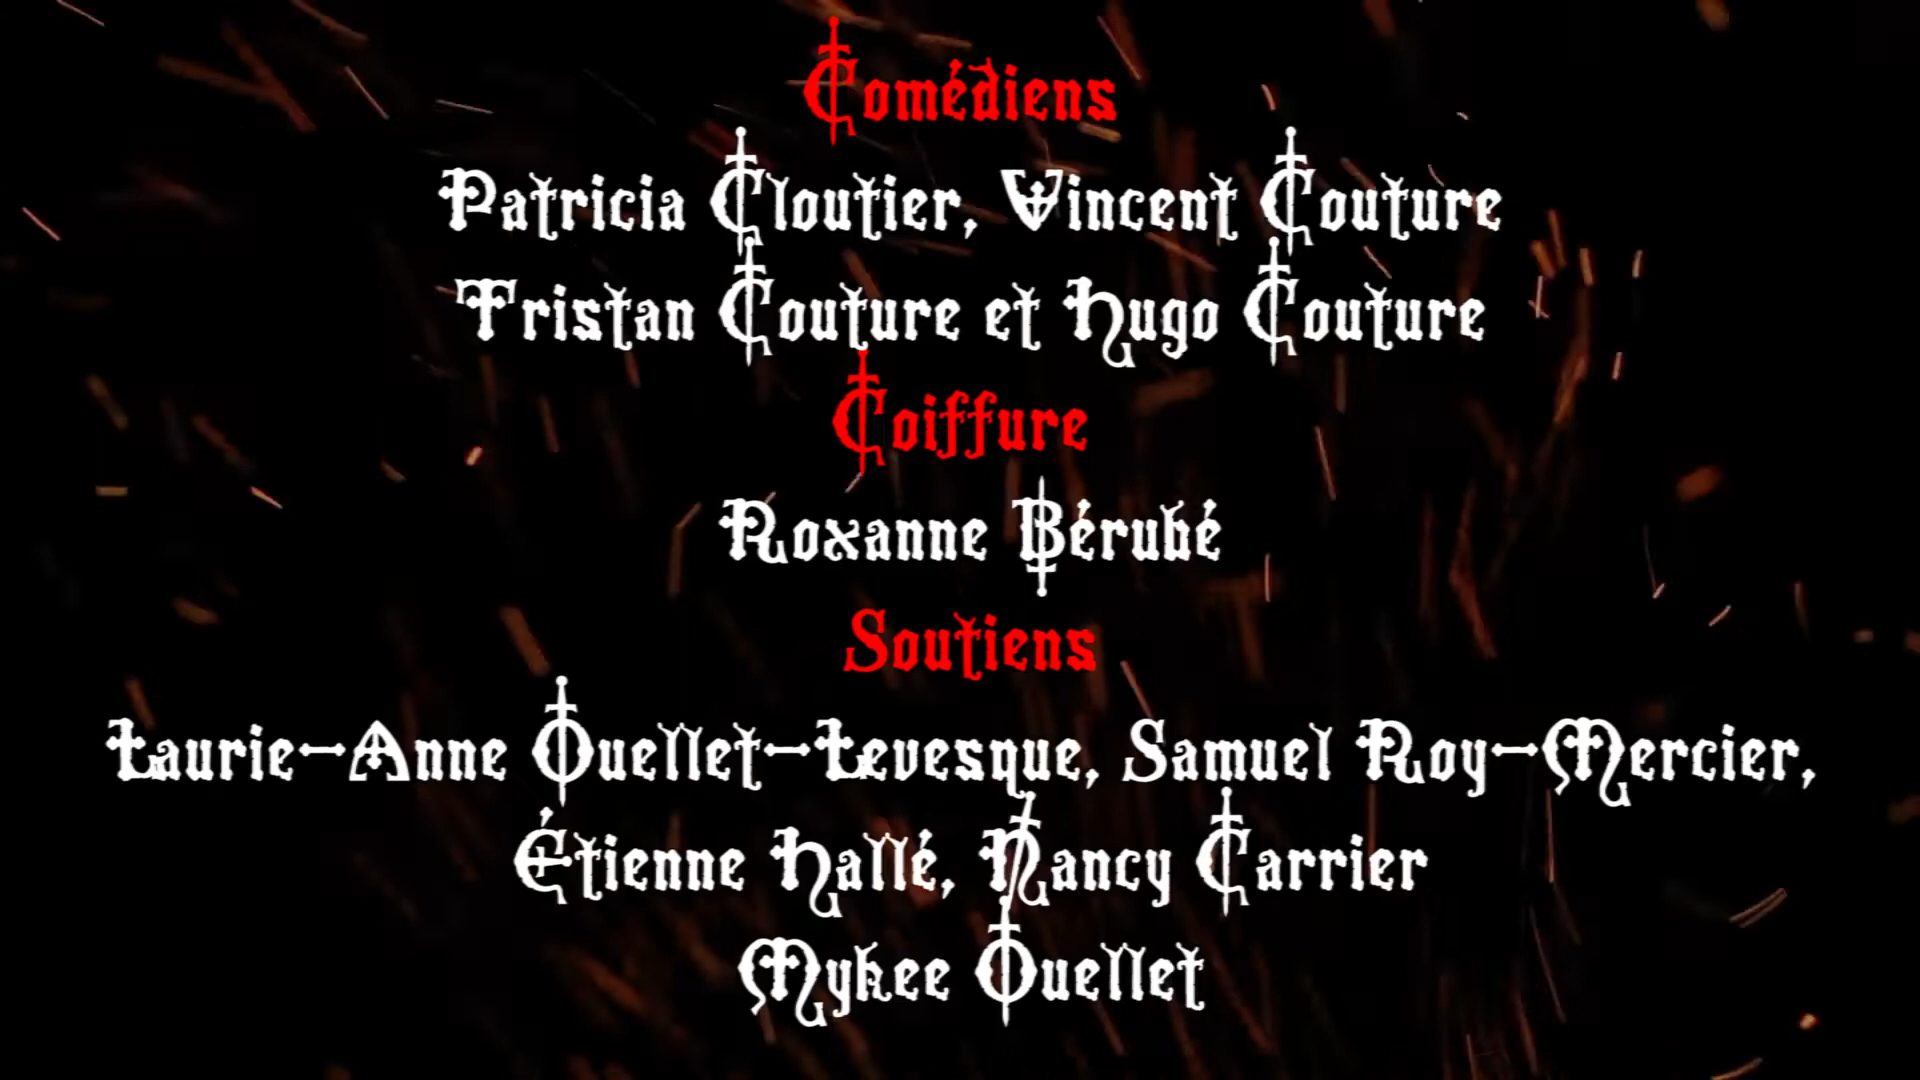 Comédiens
Patricia Cloutier, Vincent Couture
Tristan Couture et Hugo Couture
Coiffure
Roxanne Bérubé
Soutiens
Laurie-Anne Ouellet-Levesque, Samuel Roy-Mercier,
Étienne Hallé, Nancy Carrier
Mykee Ouellet